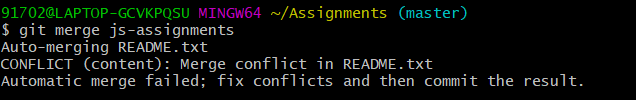 91702@LAPTOP-GCVKPQSU MINGW64 ~/Assignments (master)
$ git merge js-assignments
Auto-merging README.txt
CONFLICT (content): Merge conflict in README.txt
Automatic merge failed; fix conflicts and then commit the result.